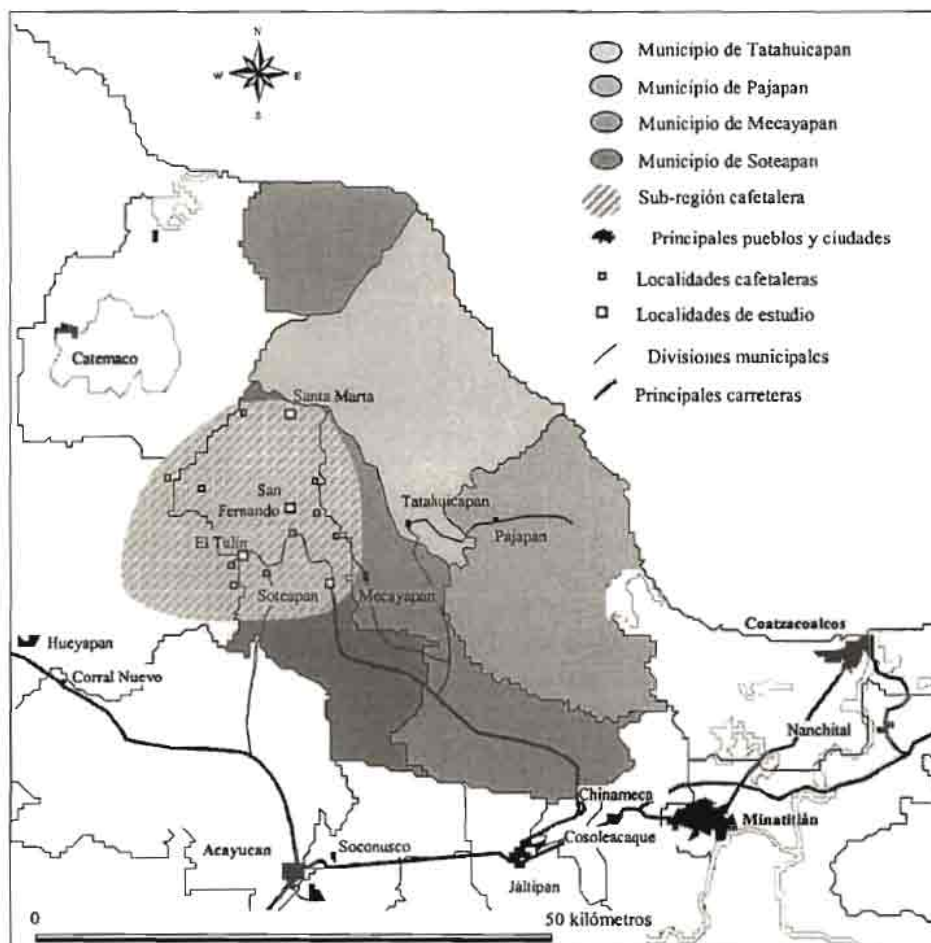 N
W E
S
Municipio de Tatahuicapan
Municipio de Pajapan
Municipio de Mecayapan
Municipio de Soteapan
Sub-región cafetalera
Principales pueblos y ciudades
Localidades cafetaleras
Localidades de estudio
Divisiones municipales
Principales carreteras
Catemaco
Santa Marta
San
Fernando
Tatahuicapan
Pajapan
El Tulín
Soteapan
Mecayapan
Coatzacoalcos
Hueyapan
Corral Nuevo
Nanchital
Chinameca
Minatitlán
Cosoleacaque
Acayucan
Soconusco
Jáltipan
0 50 kilómetros